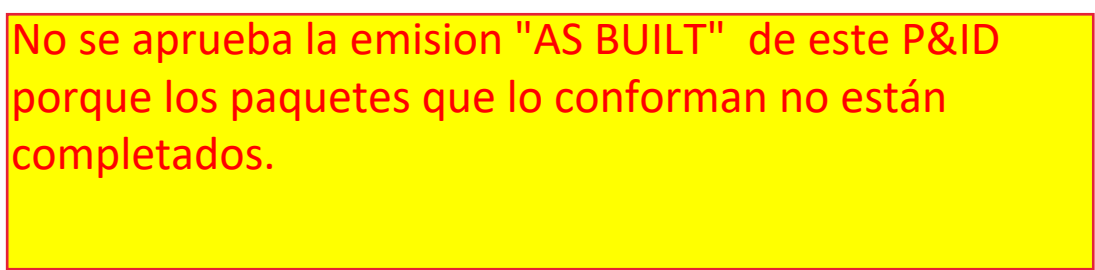 No se aprueba la emision "AS BUILT" de este P&ID
porque los paquetes que lo conforman no están
completados.